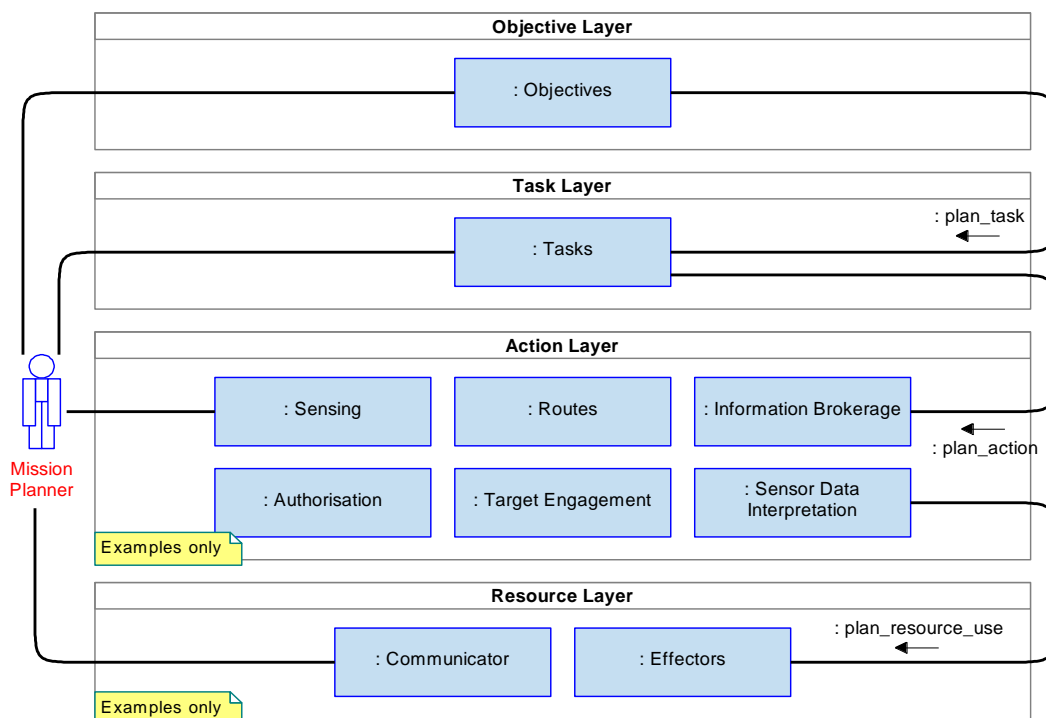 Objective Layer
: Objectives
Task Layer
: plan_task
: Tasks
Action Layer
: Sensing
: Routes
: Information Brokerage
: plan_action
Mission
Planner
: Authorisation
: Target Engagement
: Sensor Data
Interpretation
Examples only
Resource Layer
: plan_resource_use
: Communicator
: Effectors
Examples only